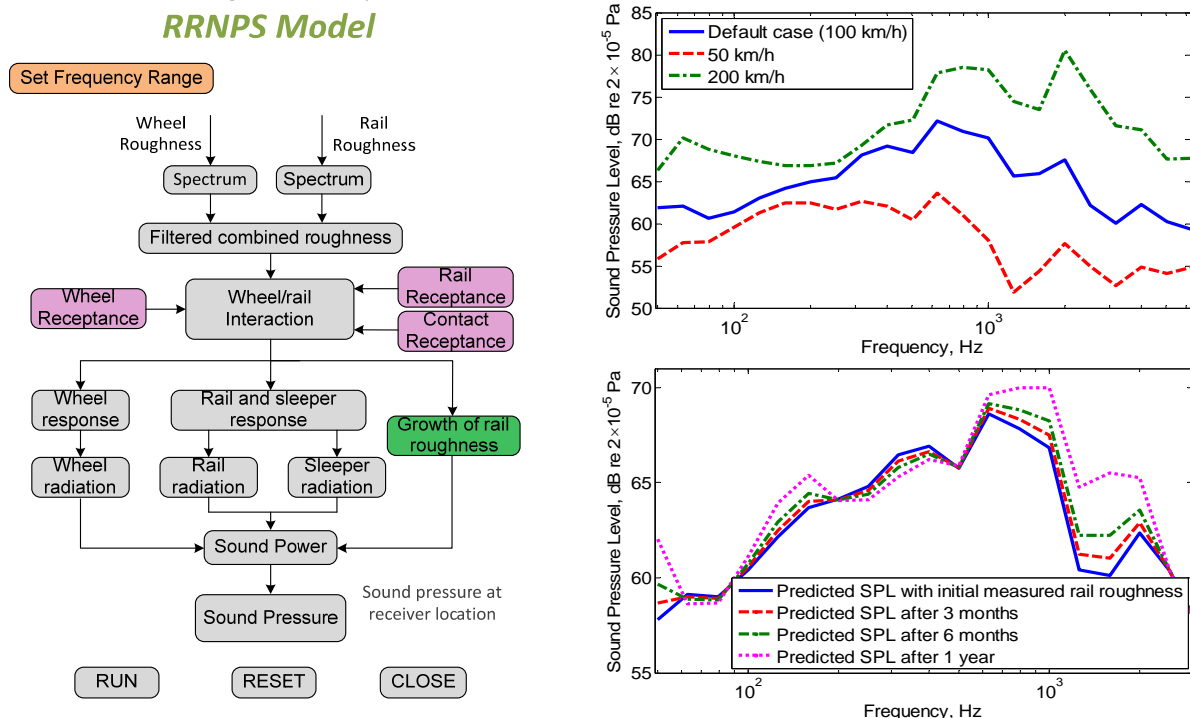 RRNPS Model
Set Frequency Range
Wheel
Roughness
Rail
Roughness
Spectrum
Spectrum
Filtered combined roughness
Wheel
Receptance
Wheel/rail
Interaction
Rail
Receptance
Contact
Receptance
Wheel
response
Rail and sleeper
response
Growth of rail
roughness
Wheel
radiation
Rail
radiation
Sleeper
radiation
Sound Power
Sound Pressure
Sound pressure at
receiver location
RUN
RESET
CLOSE
Sound Pressure Level, dB re 2×10⁻⁵ Pa
85
80
75
70
65
60
55
50
Default case (100 km/h)
50 km/h
200 km/h
10²
10³
Frequency, Hz
Sound Pressure Level, dB re 2×10⁻⁵ Pa
70
65
60
55
Predicted SPL with initial measured rail roughness
Predicted SPL after 3 months
Predicted SPL after 6 months
Predicted SPL after 1 year
10²
10³
Frequency, Hz